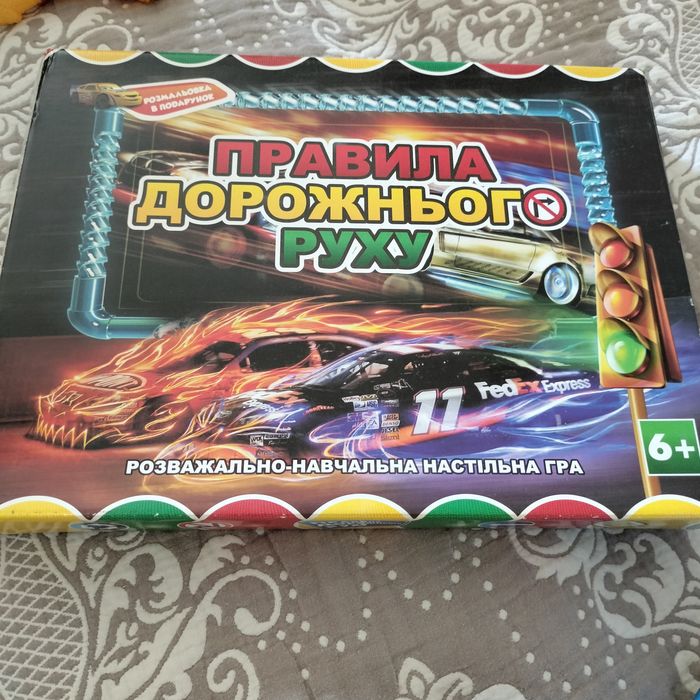 РОЗМАЛЬОВКА
В ПОДАРУНОК
ПРАВИЛА
ДОРОЖНЬОГО
РУХУ
11
FedEx Express
6+
РОЗВАЖАЛЬНО-НАВЧАЛЬНА НАСТІЛЬНА ГРА